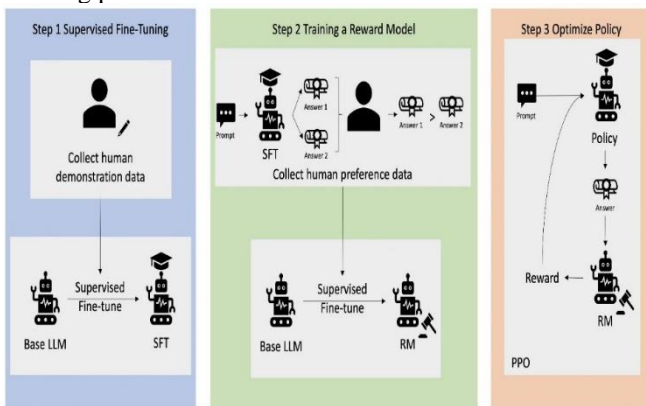 Step 1 Supervised Fine-Tuning
Collect human
demonstration data
Supervised
Fine-tune
Base LLM
SFT
Step 2 Training a Reward Model
Prompt
SFT
Answer 1
Answer 2
Answer 1
>
Answer 2
Collect human preference data
Supervised
Fine-tune
Base LLM
RM
Step 3 Optimize Policy
Prompt
Policy
Answer
Reward
RM
PPO